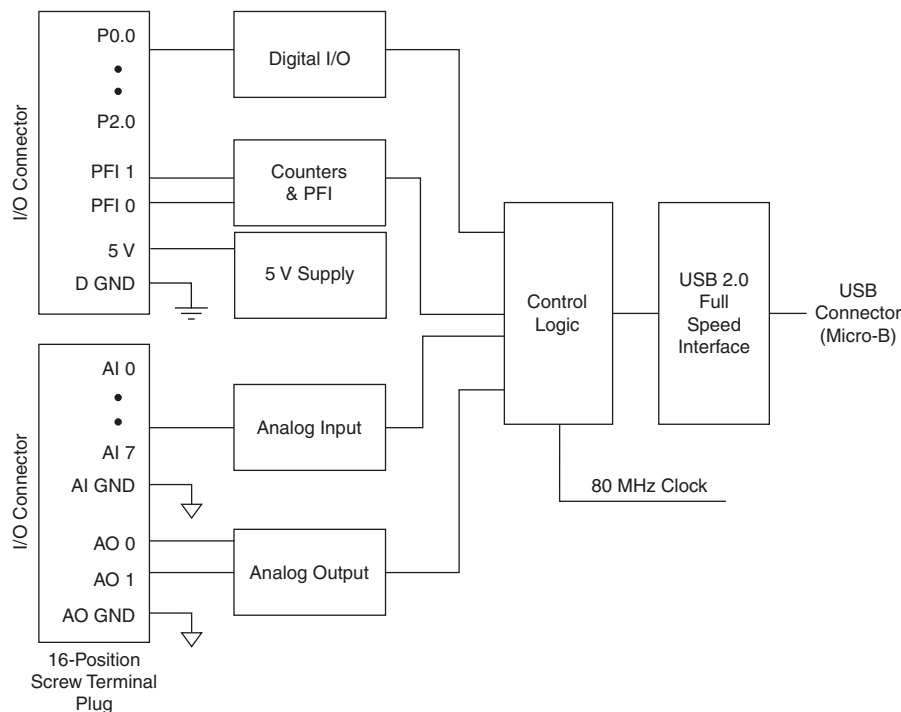 I/O Connector
P0.0
P2.0
PFI 1
PFI 0
5 V
D GND
Digital I/O
Counters
& PFI
5 V Supply
I/O Connector
AI 0
AI 7
AI GND
AO 0
AO 1
AO GND
16-Position
Screw Terminal
Plug
Analog Input
Analog Output
Control
Logic
80 MHz Clock
USB 2.0
Full
Speed
Interface
USB
Connector
(Micro-B)